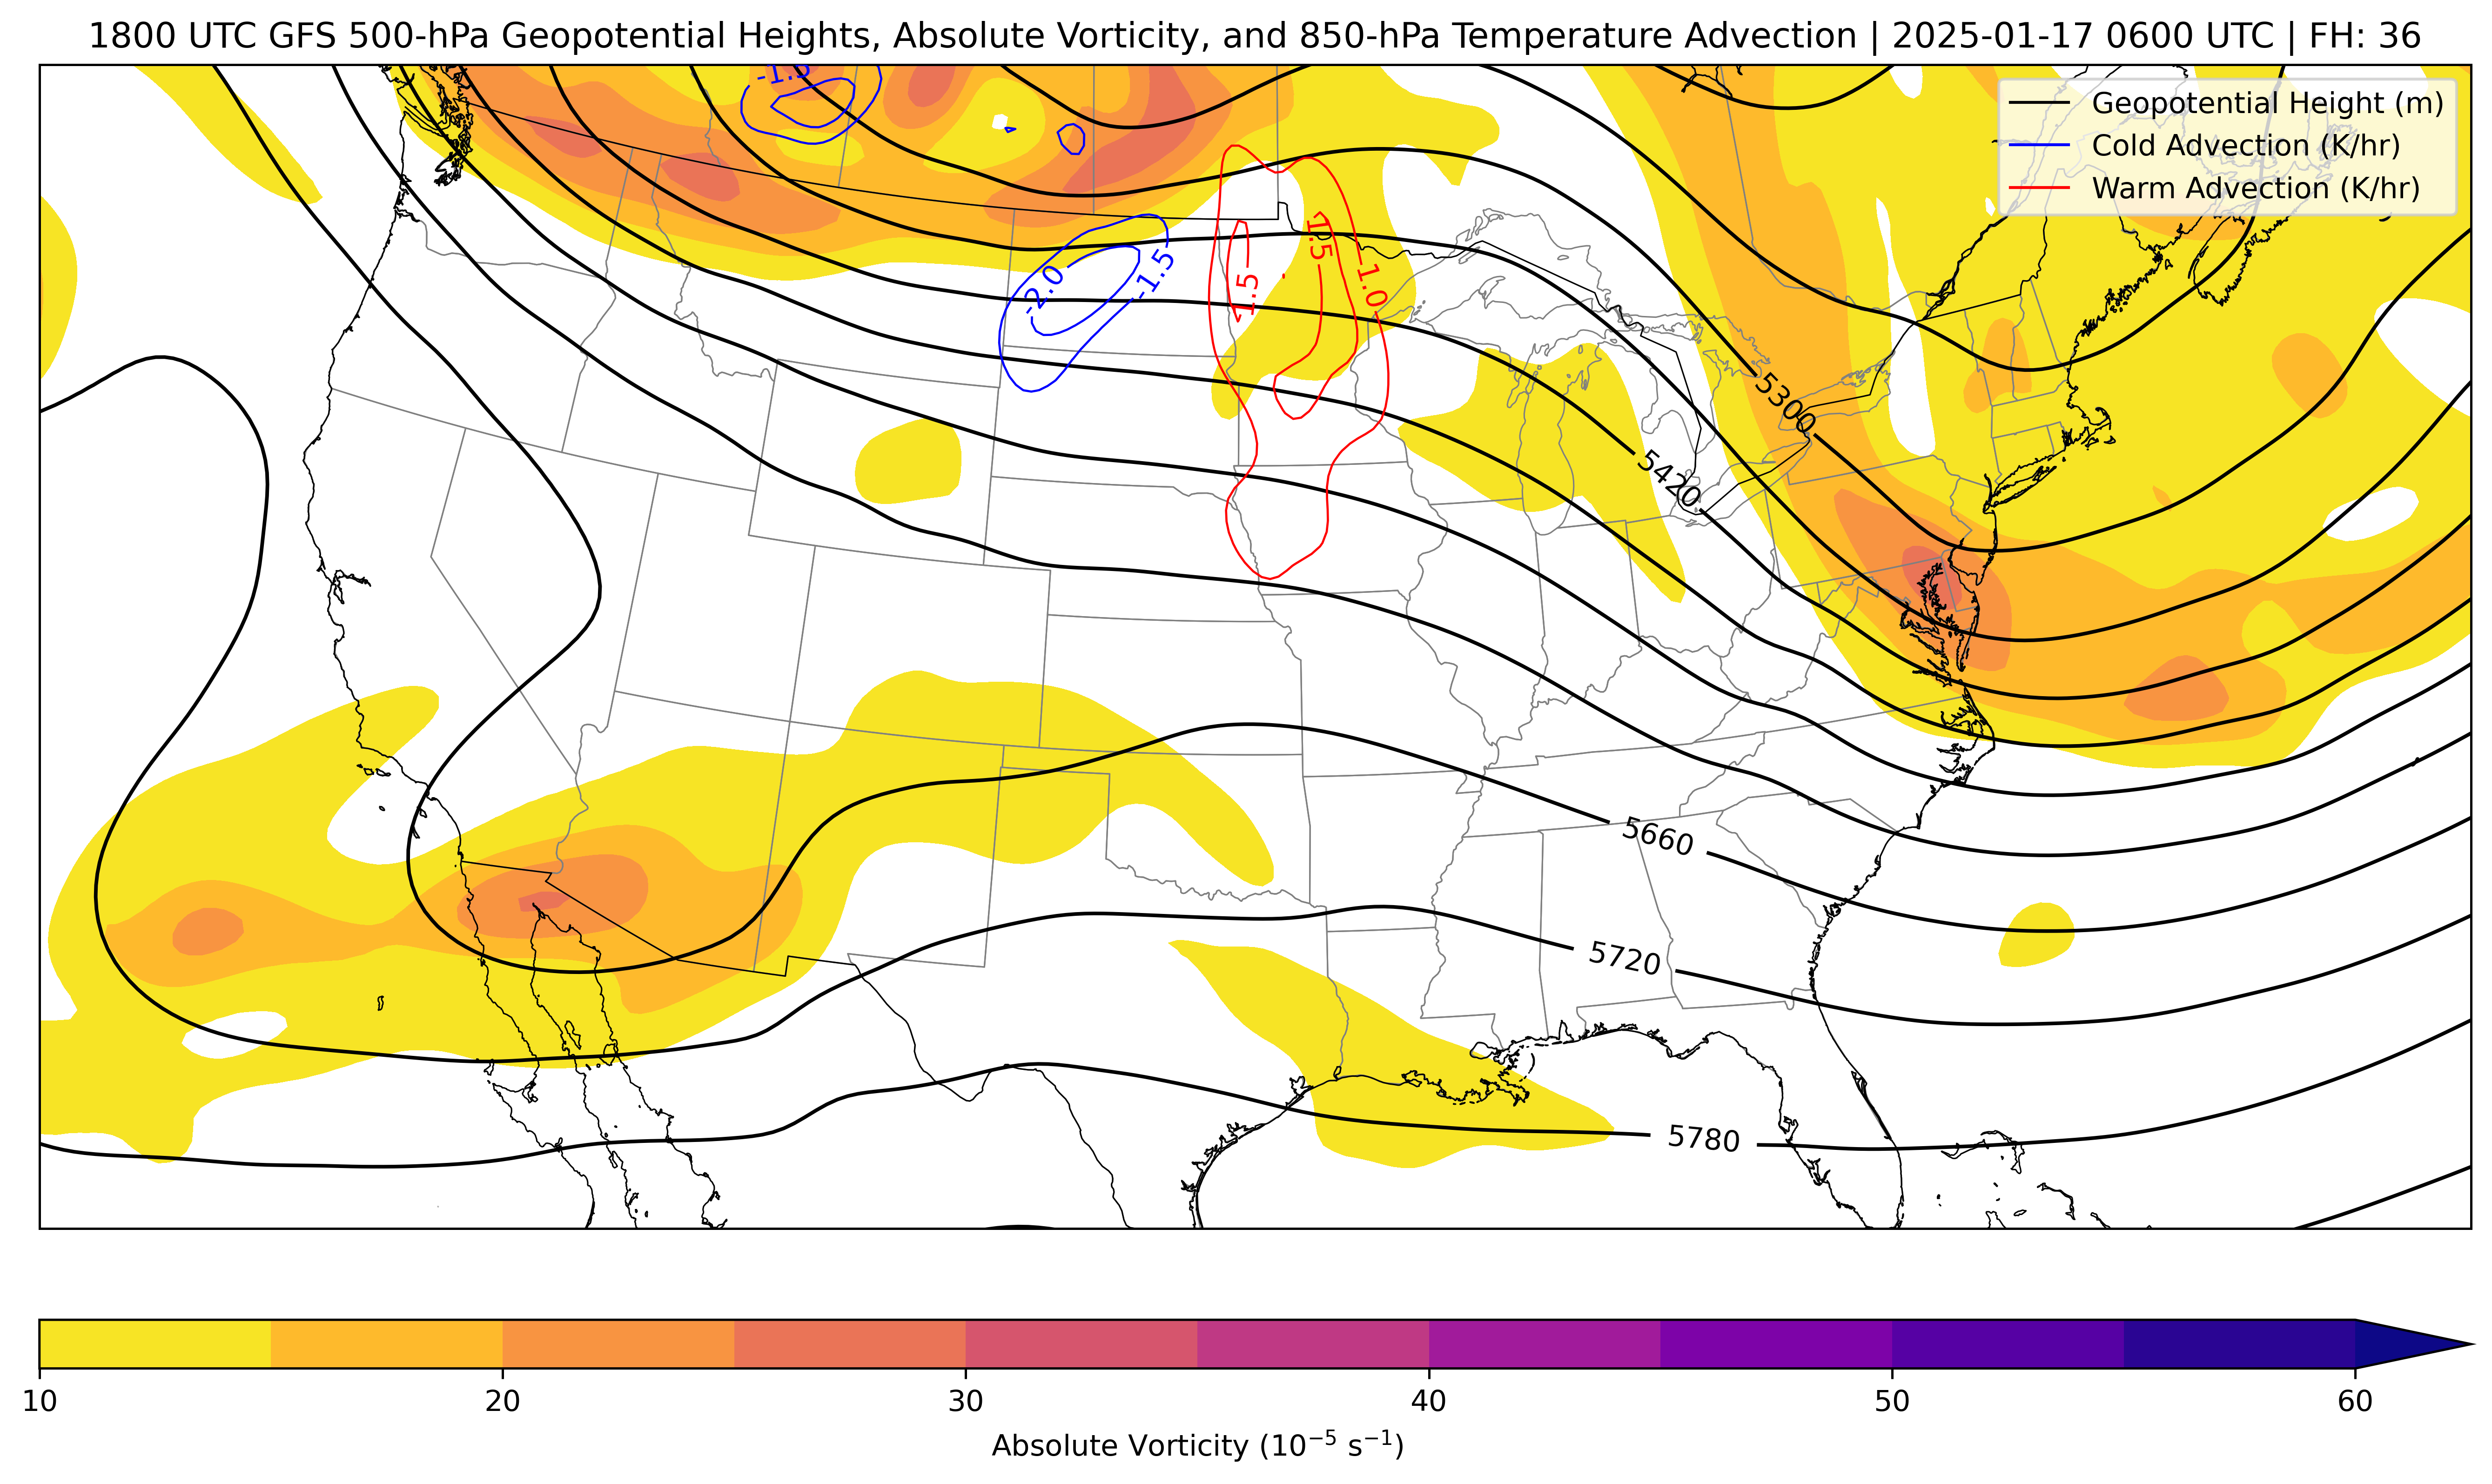 1800 UTC GFS 500-hPa Geopotential Heights, Absolute Vorticity, and 850-hPa Temperature Advection | 2025-01-17 0600 UTC | FH: 36
Geopotential Height (m)
Cold Advection (K/hr)
Warm Advection (K/hr)
-1.5
-2.0
-1.5
1.5
1.5
1.0
5300
5420
5660
5720
5780
10 20 30 40 50 60
Absolute Vorticity (10⁻⁵ s⁻¹)